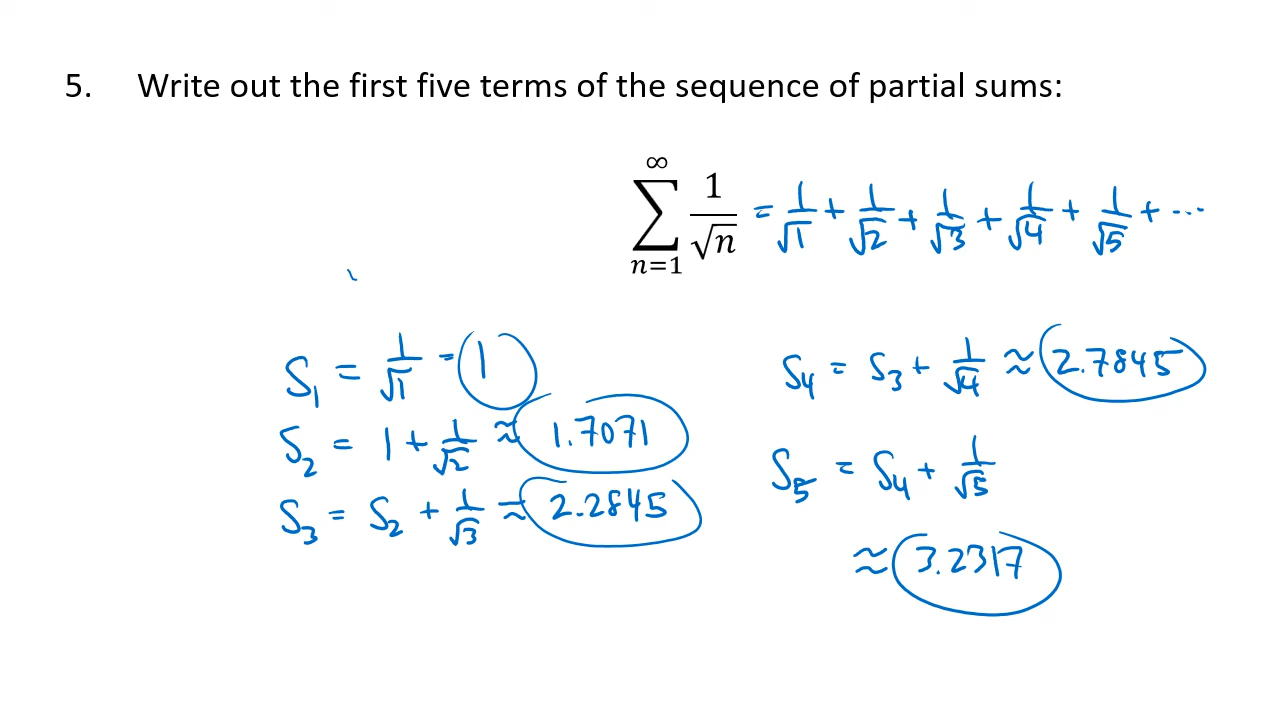 5. Write out the first five terms of the sequence of partial sums:
∞
∑ 1/√n = 1/√1 + 1/√2 + 1/√3 + 1/√4 + 1/√5 + ...
n=1
S₁ = 1/√1 = 1
S₂ = 1 + 1/√2 ≈ 1.7071
S₃ = S₂ + 1/√3 ≈ 2.2845
S₄ = S₃ + 1/√4 ≈ 2.7845
S₅ = S₄ + 1/√5
≈ 3.2317